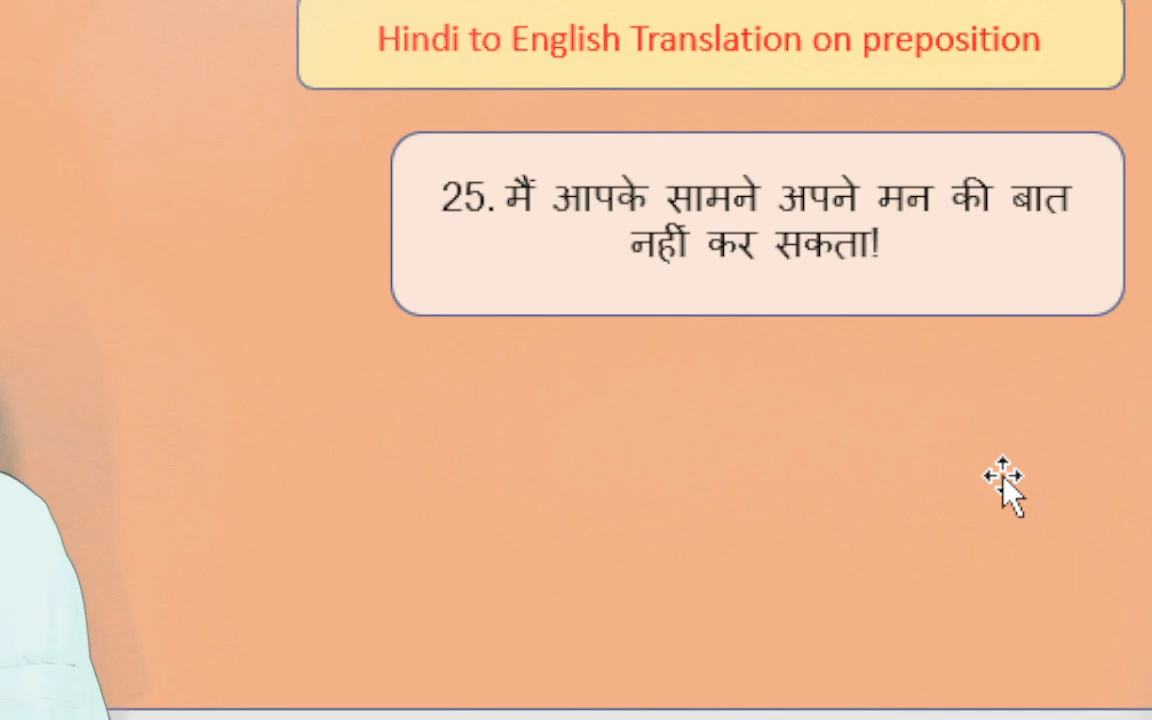 Hindi to English Translation on preposition
25. मैं आपके सामने अपने मन की बात
नहीं कर सकता!